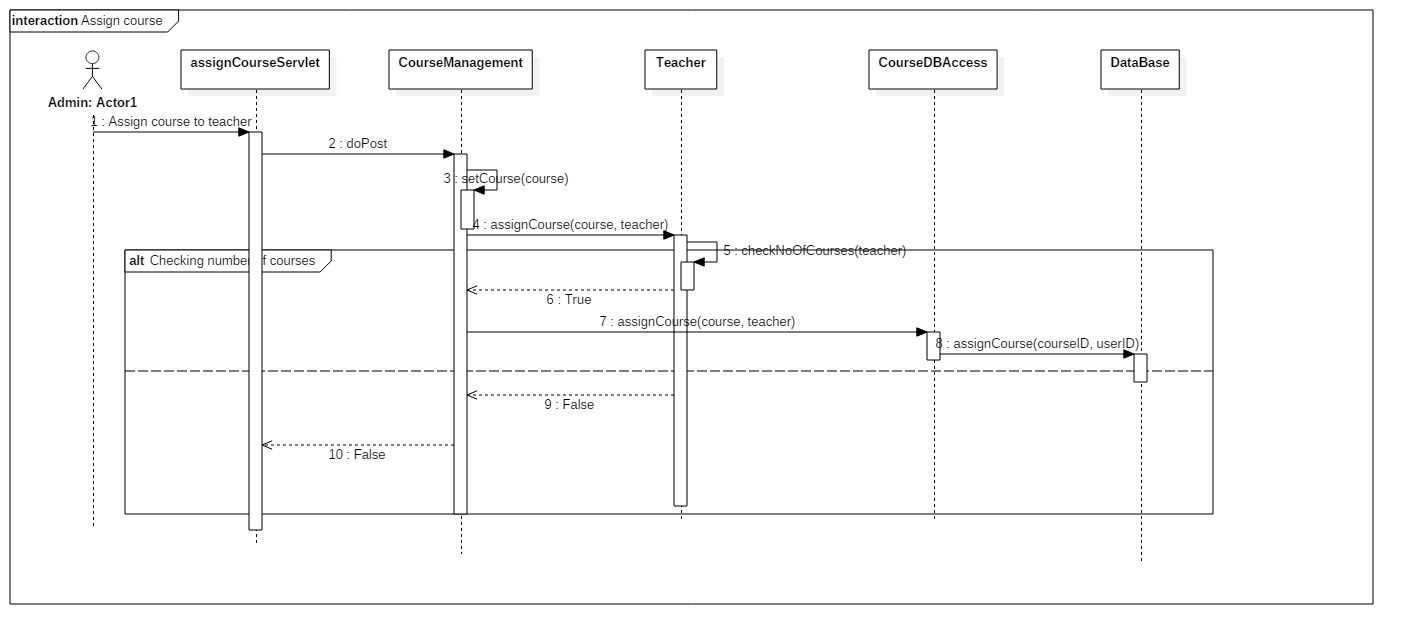 interaction Assign course
assignCourseServlet
CourseManagement
Teacher
CourseDBAccess
DataBase
Admin: Actor1
1 : Assign course to teacher
2 : doPost
3 : setCourse(course)
4 : assignCourse(course, teacher)
5 : checkNoOfCourses(teacher)
alt Checking number of courses
6 : True
7 : assignCourse(course, teacher)
8 : assignCourse(courseID, userID)
9 : False
10 : False